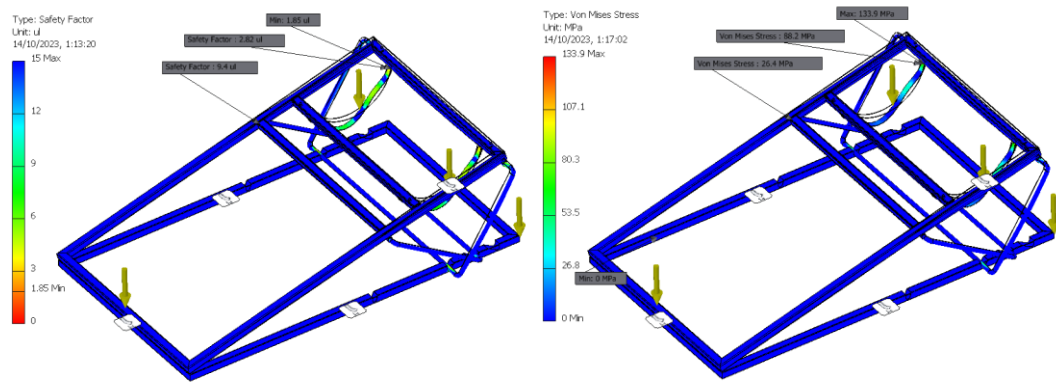 Type: Safety Factor
Unit: ul
14/10/2023, 1:13:20
15 Max
12
9
6
3
1.85 Min
0
Min: 1.85 ul
Safety Factor : 2.82 ul
Safety Factor : 9.4 ul
Type: Von Mises Stress
Unit: MPa
14/10/2023, 1:17:02
133.9 Max
107.1
80.3
53.5
26.8
0 Min
Max: 133.9 MPa
Von Mises Stress : 88.2 MPa
Von Mises Stress : 26.4 MPa
Min: 0 MPa